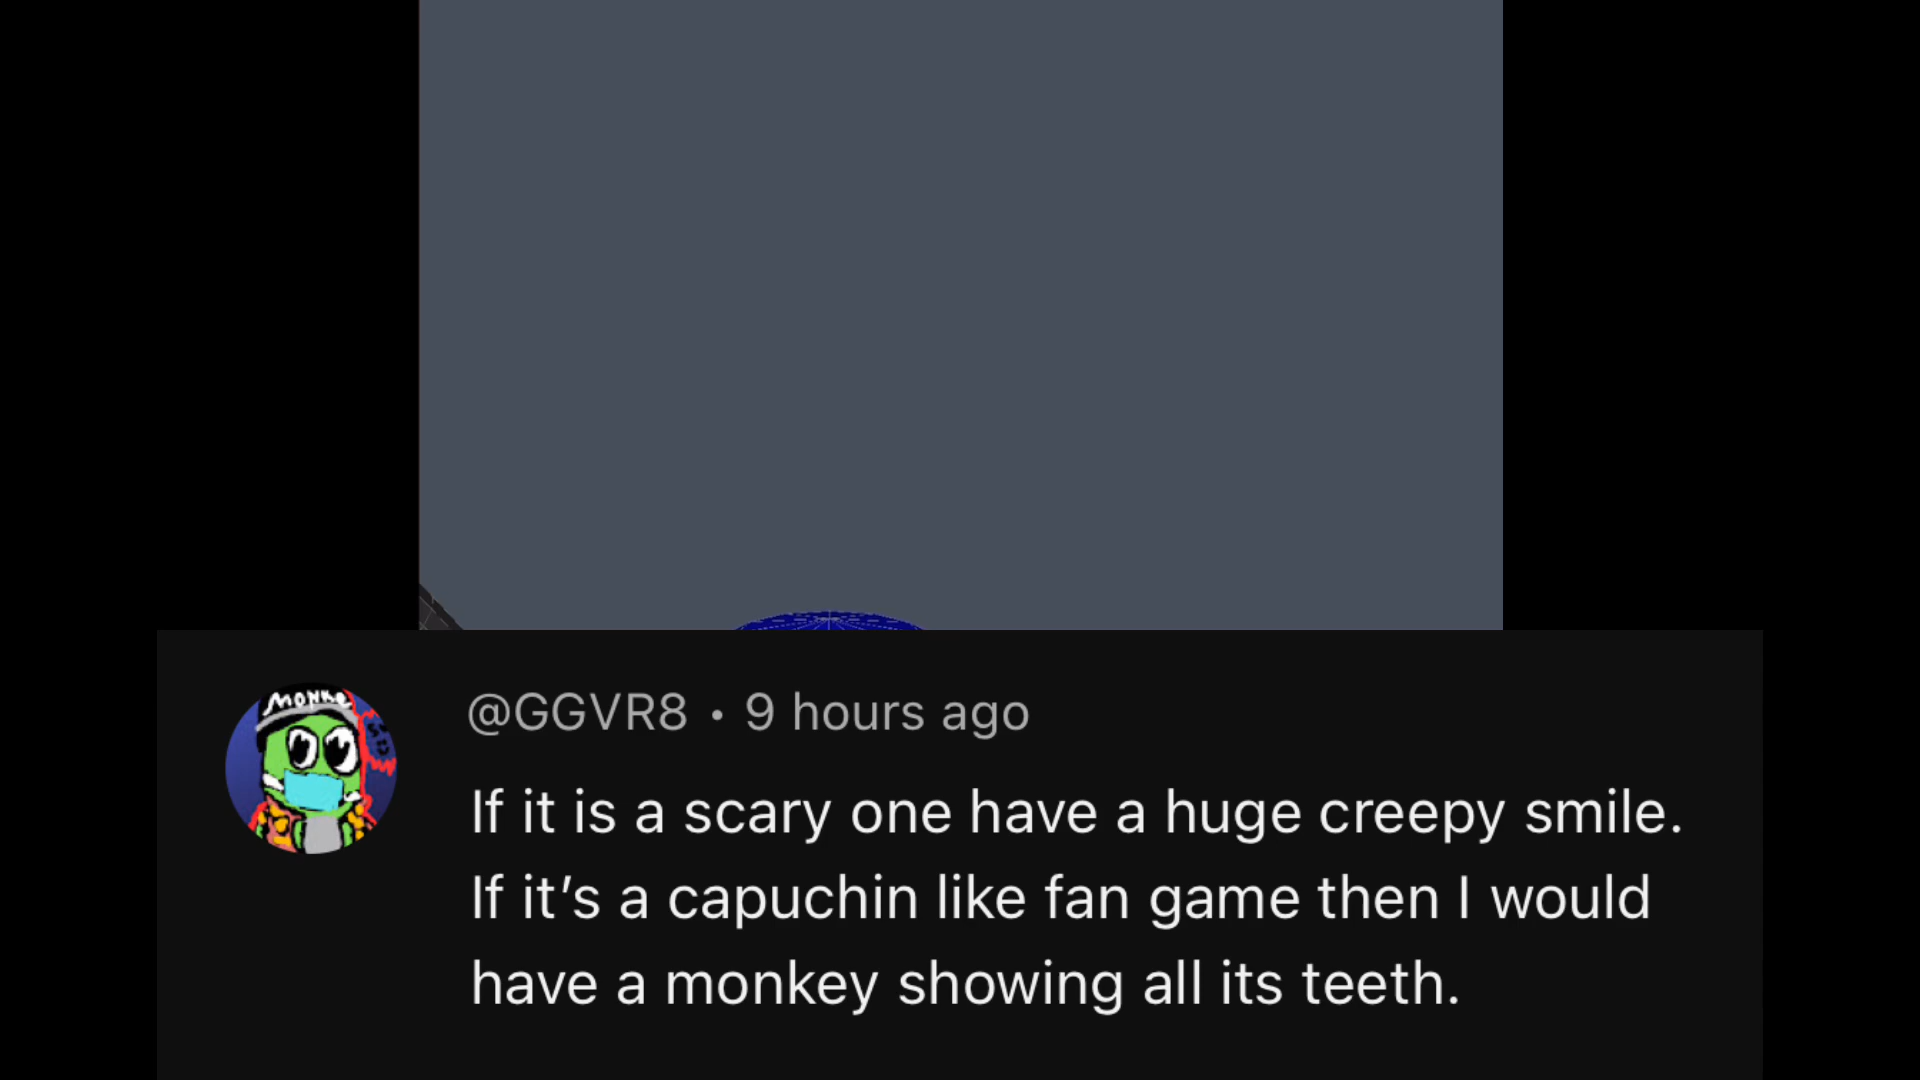 Monke
@GGVR8 • 9 hours ago
If it is a scary one have a huge creepy smile.
If it’s a capuchin like fan game then I would
have a monkey showing all its teeth.